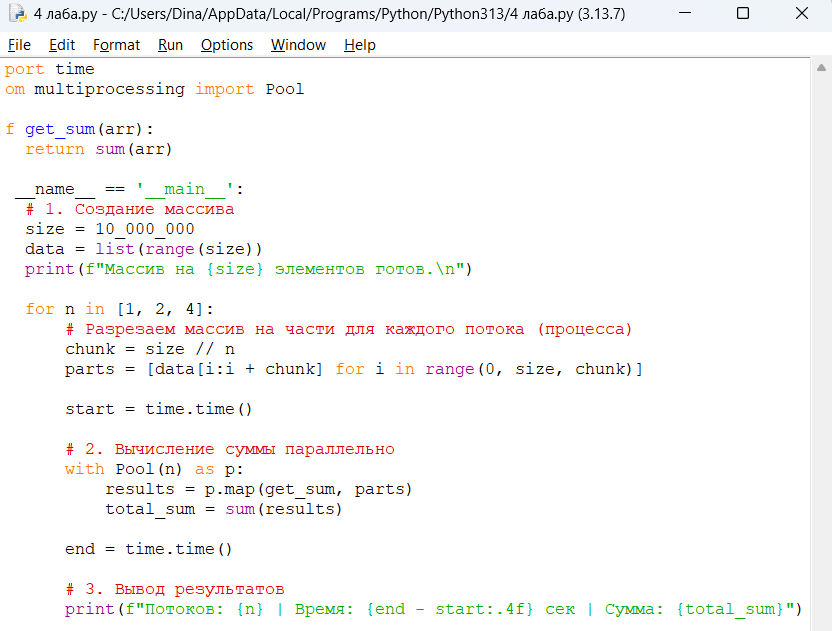 4 лаба.py - C:/Users/Dina/AppData/Local/Programs/Python/Python313/4 лаба.py (3.13.7)
File Edit Format Run Options Window Help
port time
om multiprocessing import Pool
f get_sum(arr):
return sum(arr)
__name__ == '__main__':
# 1. Создание массива
size = 10_000_000
data = list(range(size))
print(f"Массив на {size} элементов готов.\n")
for n in [1, 2, 4]:
# Разрезаем массив на части для каждого потока (процесса)
chunk = size // n
parts = [data[i:i + chunk] for i in range(0, size, chunk)]
start = time.time()
# 2. Вычисление суммы параллельно
with Pool(n) as p:
results = p.map(get_sum, parts)
total_sum = sum(results)
end = time.time()
# 3. Вывод результатов
print(f"Потоков: {n} | Время: {end - start:.4f} сек | Сумма: {total_sum}")